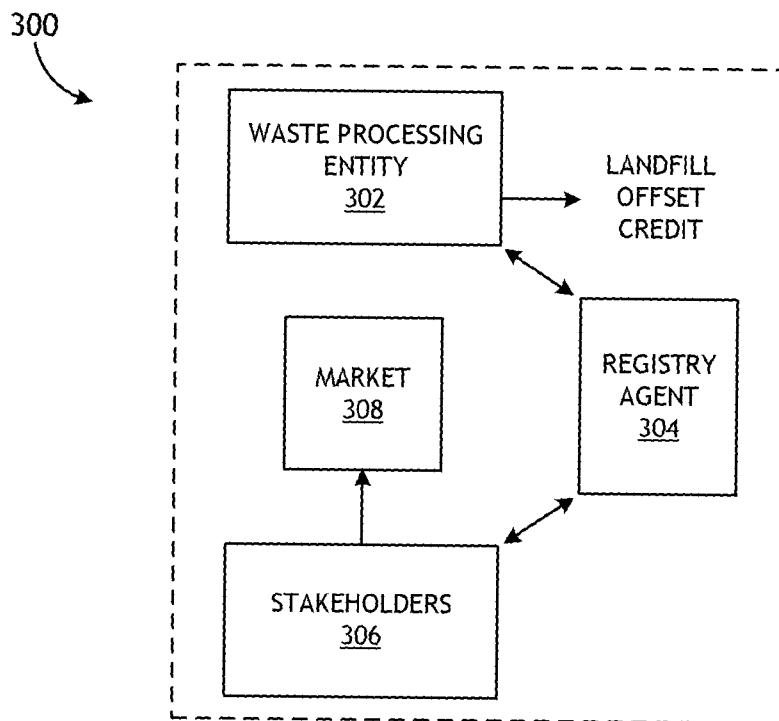 300
WASTE PROCESSING
ENTITY
302
LANDFILL
OFFSET
CREDIT
MARKET
308
REGISTRY
AGENT
304
STAKEHOLDERS
306